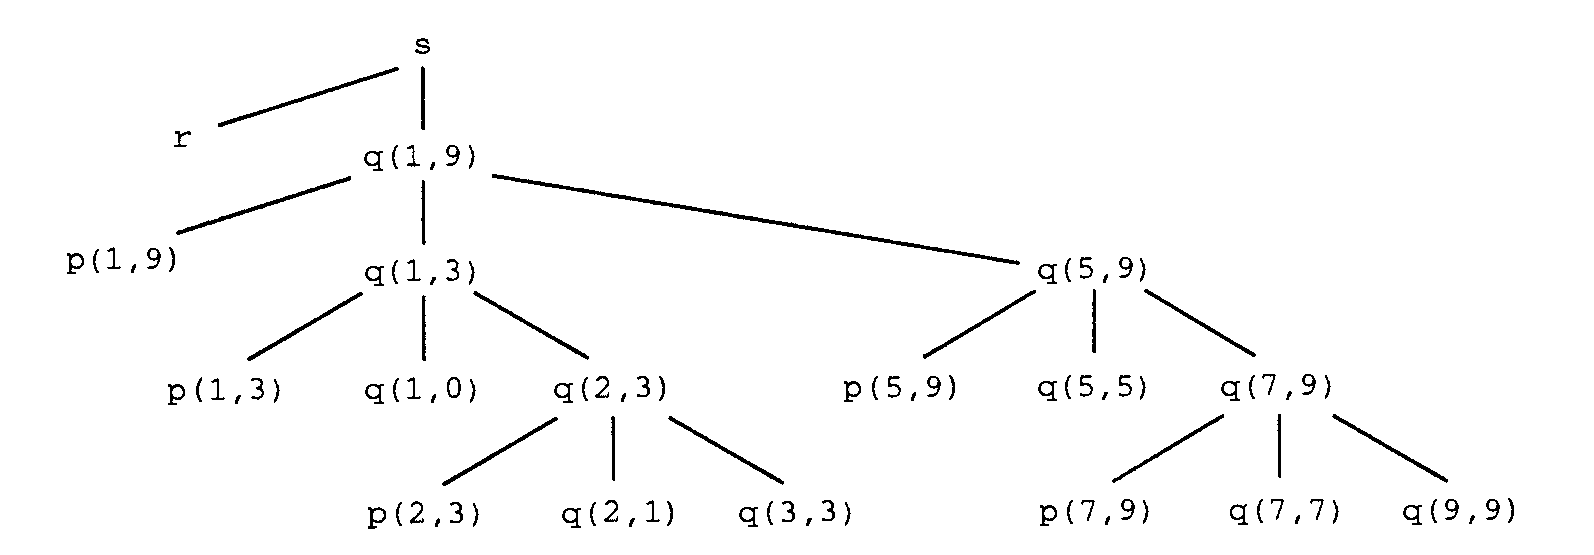 s
r
q(1,9)
p(1,9) q(1,3) q(5,9)
p(1,3) q(1,0) q(2,3) p(5,9) q(5,5) q(7,9)
p(2,3) q(2,1) q(3,3) p(7,9) q(7,7) q(9,9)